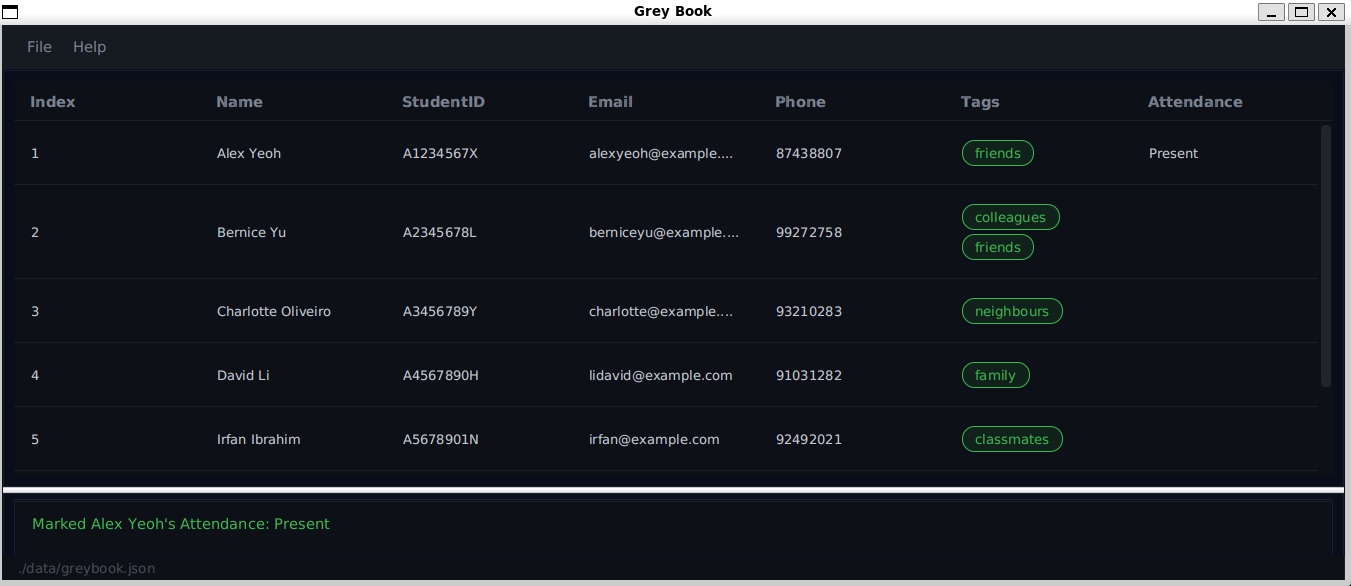 Grey Book
File Help
Index Name StudentID Email Phone Tags Attendance
1 Alex Yeoh A1234567X alexyeoh@example.... 87438807 friends Present
2 Bernice Yu A2345678L berniceyu@example.... 99272758 colleagues
friends
3 Charlotte Oliveiro A3456789Y charlotte@example.... 93210283 neighbours
4 David Li A4567890H lidavid@example.com 91031282 family
5 Irfan Ibrahim A5678901N irfan@example.com 92492021 classmates
Marked Alex Yeoh's Attendance: Present
./data/greybook.json